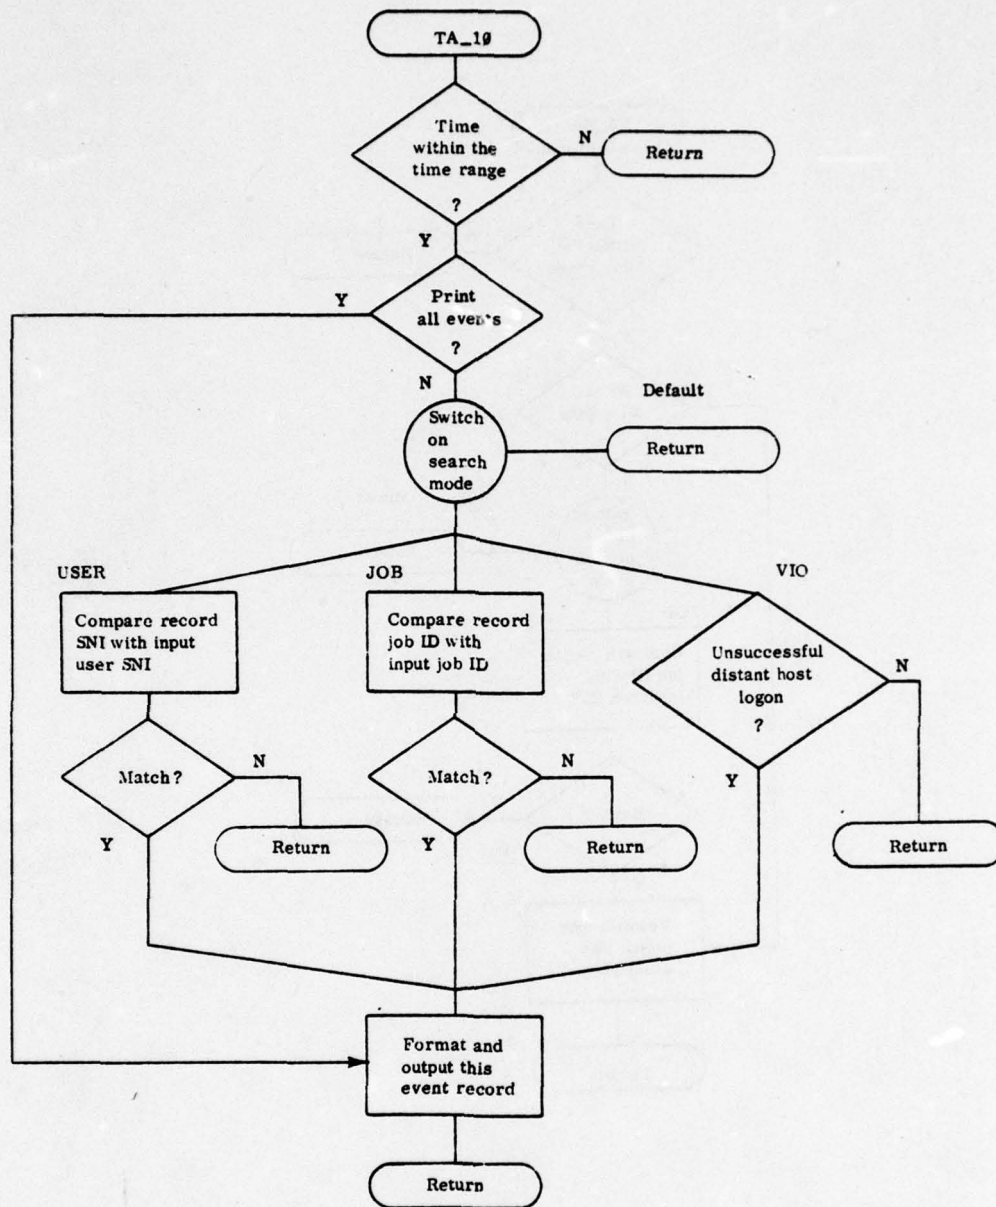 TA_10
Time
within the
time range
?
N
Return
Y
Y
Print
all events
?
N
Default
Switch
on
search
mode
Return
USER
JOB
VIO
Compare record
SNI with input
user SNI
Compare record
job ID with
input job ID
Unsuccessful
distant host
logon
?
N
Match?
N
Match?
N
Y
Y
Y
Return
Return
Return
Format and
output this
event record
Return